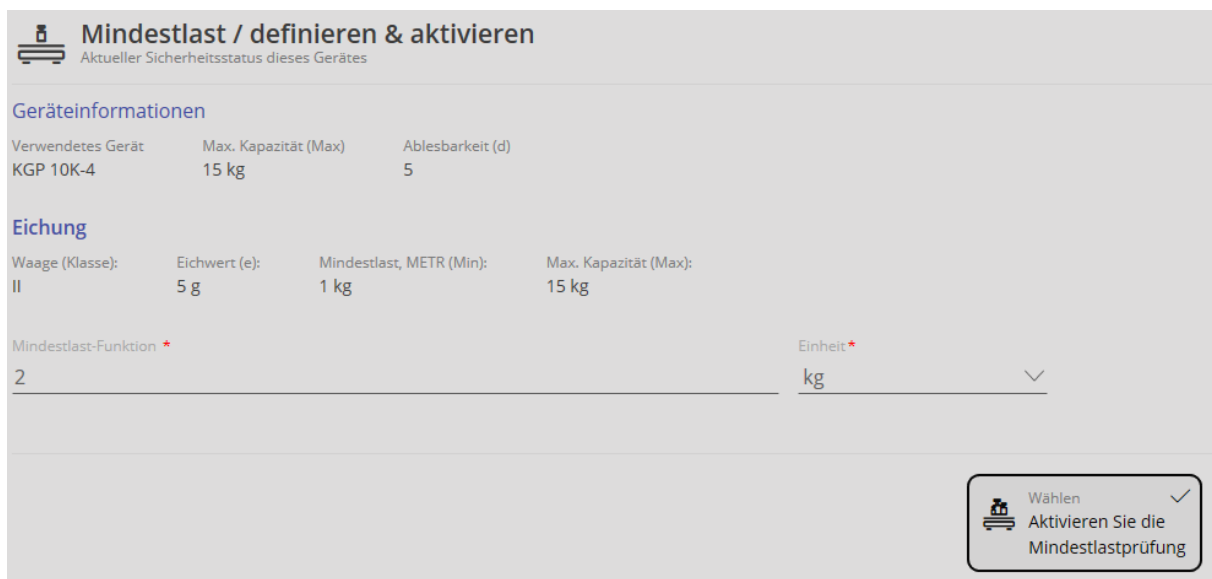 Mindestlast / definieren & aktivieren
Aktueller Sicherheitsstatus dieses Gerätes
Geräteinformationen
Verwendetes Gerät Max. Kapazität (Max) Ablesbarkeit (d)
KGP 10K-4 15 kg 5
Eichung
Waage (Klasse): Eichwert (e): Mindestlast, METR (Min): Max. Kapazität (Max):
II 5 g 1 kg 15 kg
Mindestlast-Funktion * Einheit*
2 kg
Wählen
Aktivieren Sie die
Mindestlastprüfung